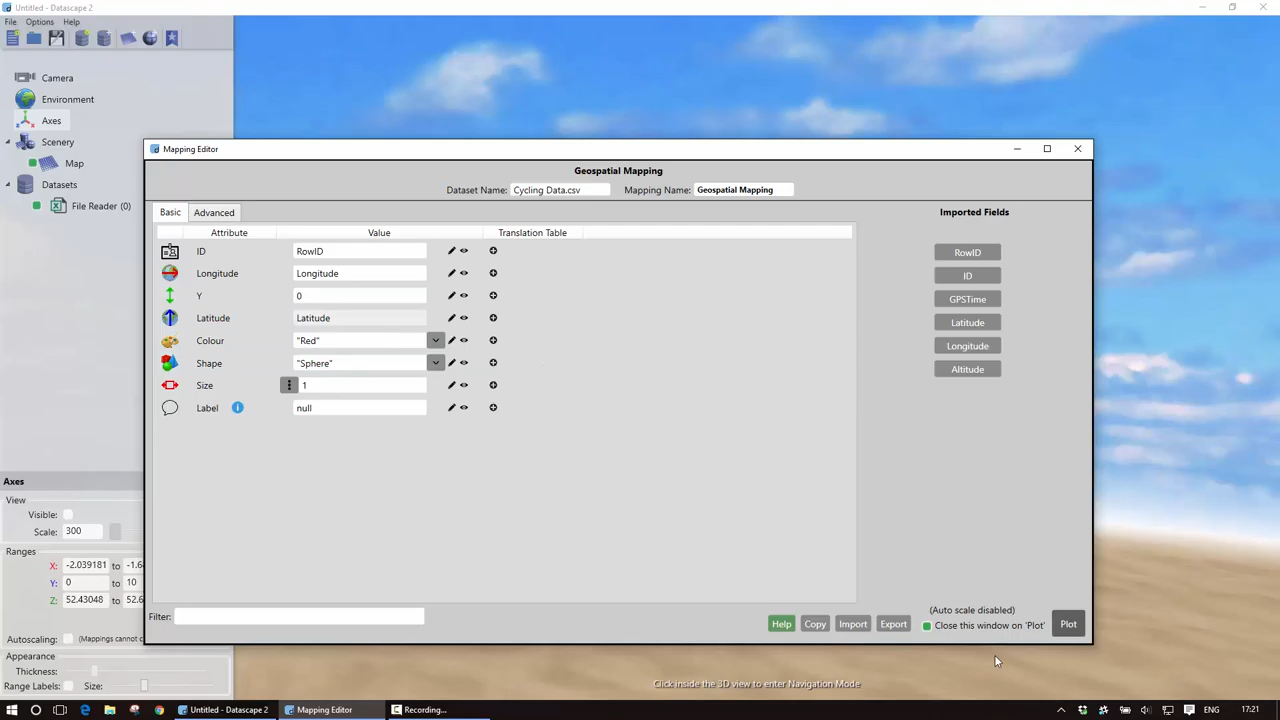 Untitled - Datascape 2
File Options Help
Camera
Environment
Axes
Scenery
Map
Datasets
File Reader (0)
Mapping Editor
Geospatial Mapping
Dataset Name: Cycling Data.csv Mapping Name: Geospatial Mapping
Basic Advanced
Attribute Value Translation Table
ID RowID
Longitude Longitude
Y 0
Latitude Latitude
Colour "Red"
Shape "Sphere"
Size 1
Label null
Imported Fields
RowID
ID
GPSTime
Latitude
Longitude
Altitude
Filter:
Help Copy Import Export
(Auto scale disabled)
Close this window on 'Plot'
Plot
Axes
View
Visible:
Scale: 300
Ranges
X: -2.039181 to
Y: 0 to 10
Z: 52.43048 to
Autoscaling: (Mappings cannot
Appearance
Thickness:
Range Labels: Size:
Click inside the 3D view to enter Navigation Mode
Untitled - Datascape 2 Mapping Editor Recording...
ENG 17:21